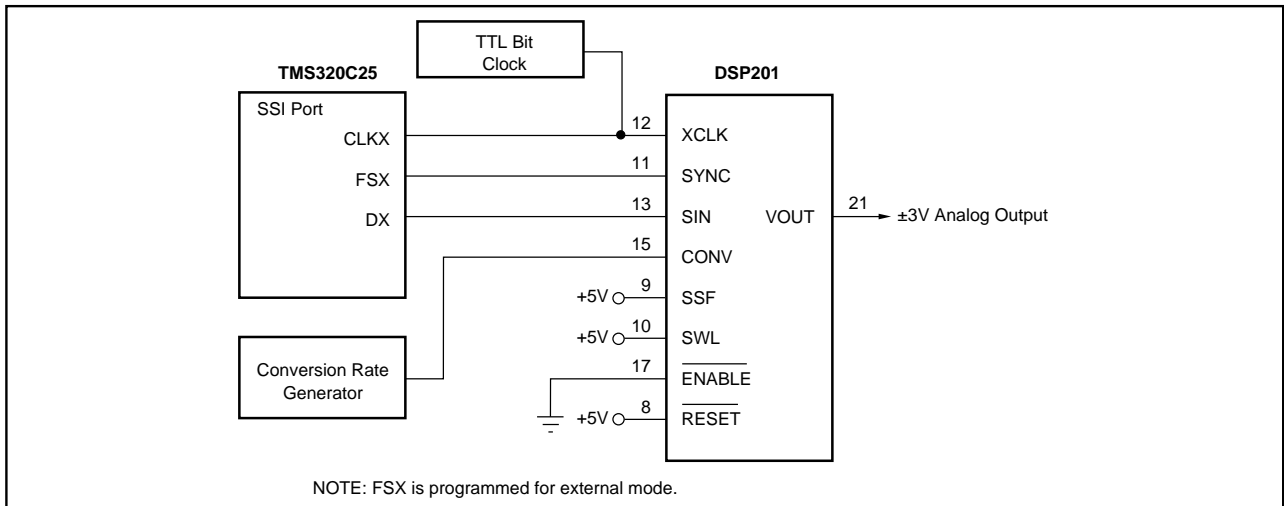 TTL Bit
Clock
TMS320C25
DSP201
SSI Port
CLKX
12
XCLK
FSX
11
SYNC
DX
13
SIN
VOUT
21
±3V Analog Output
15
CONV
+5V
9
SSF
+5V
10
SWL
Conversion Rate
Generator
17
ENABLE
+5V
8
RESET
NOTE: FSX is programmed for external mode.